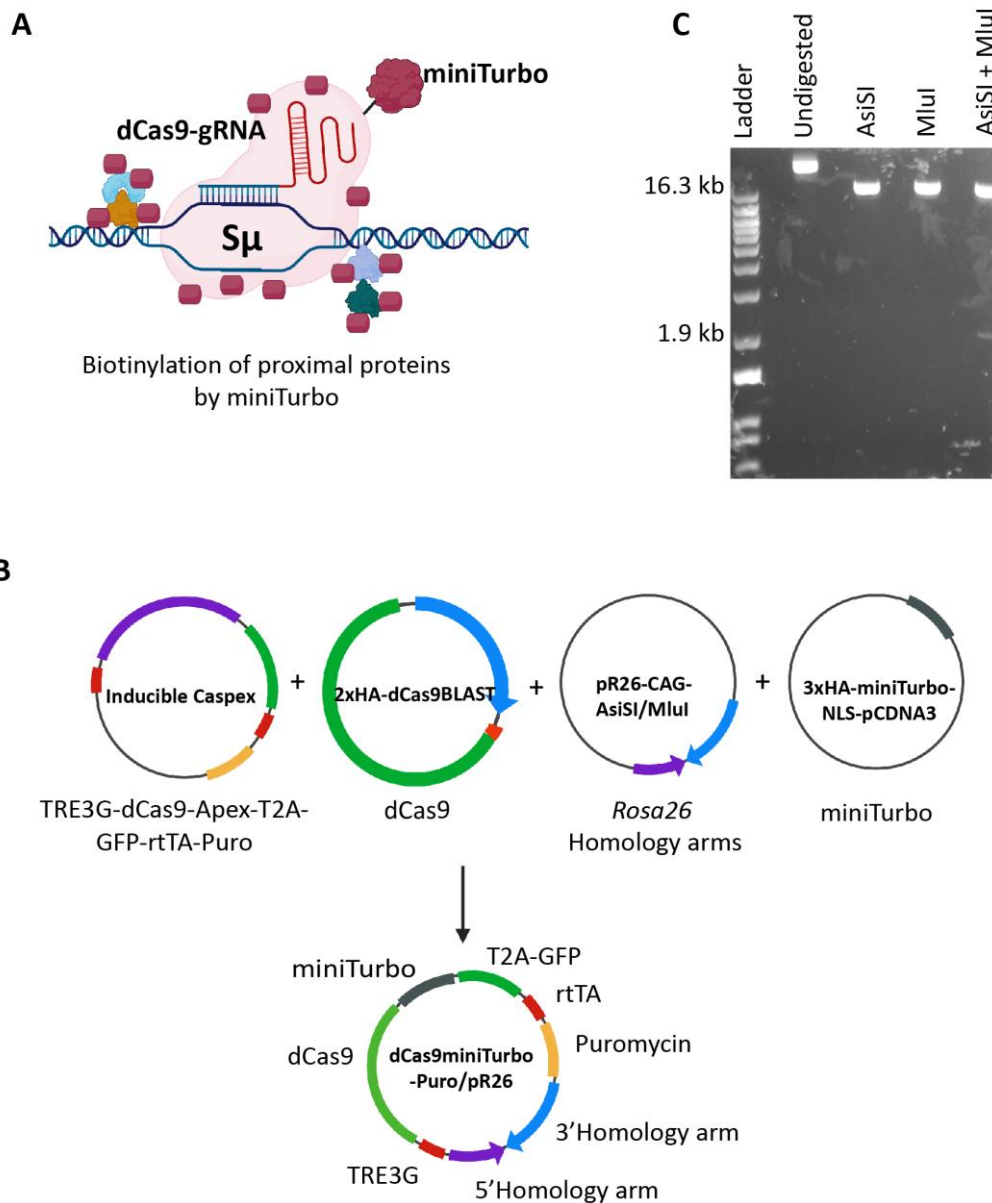 A
miniTurbo
dCas9-gRNA
Sμ
Biotinylation of proximal proteins
by miniTurbo
C
Ladder
Undigested
AsiSI
MluI
AsiSI + MluI
16.3 kb
1.9 kb
B
Inducible Caspex
+
2xHA-dCas9BLAST
+
pR26-CAG-
AsiSI/MluI
+
3xHA-miniTurbo-
NLS-pCDNA3
TRE3G-dCas9-Apex-T2A-
GFP-rtTA-Puro
dCas9
Rosa26
Homology arms
miniTurbo
miniTurbo
T2A-GFP
rtTA
dCas9
dCas9miniTurbo
-Puro/pR26
Puromycin
3'Homology arm
TRE3G
5'Homology arm